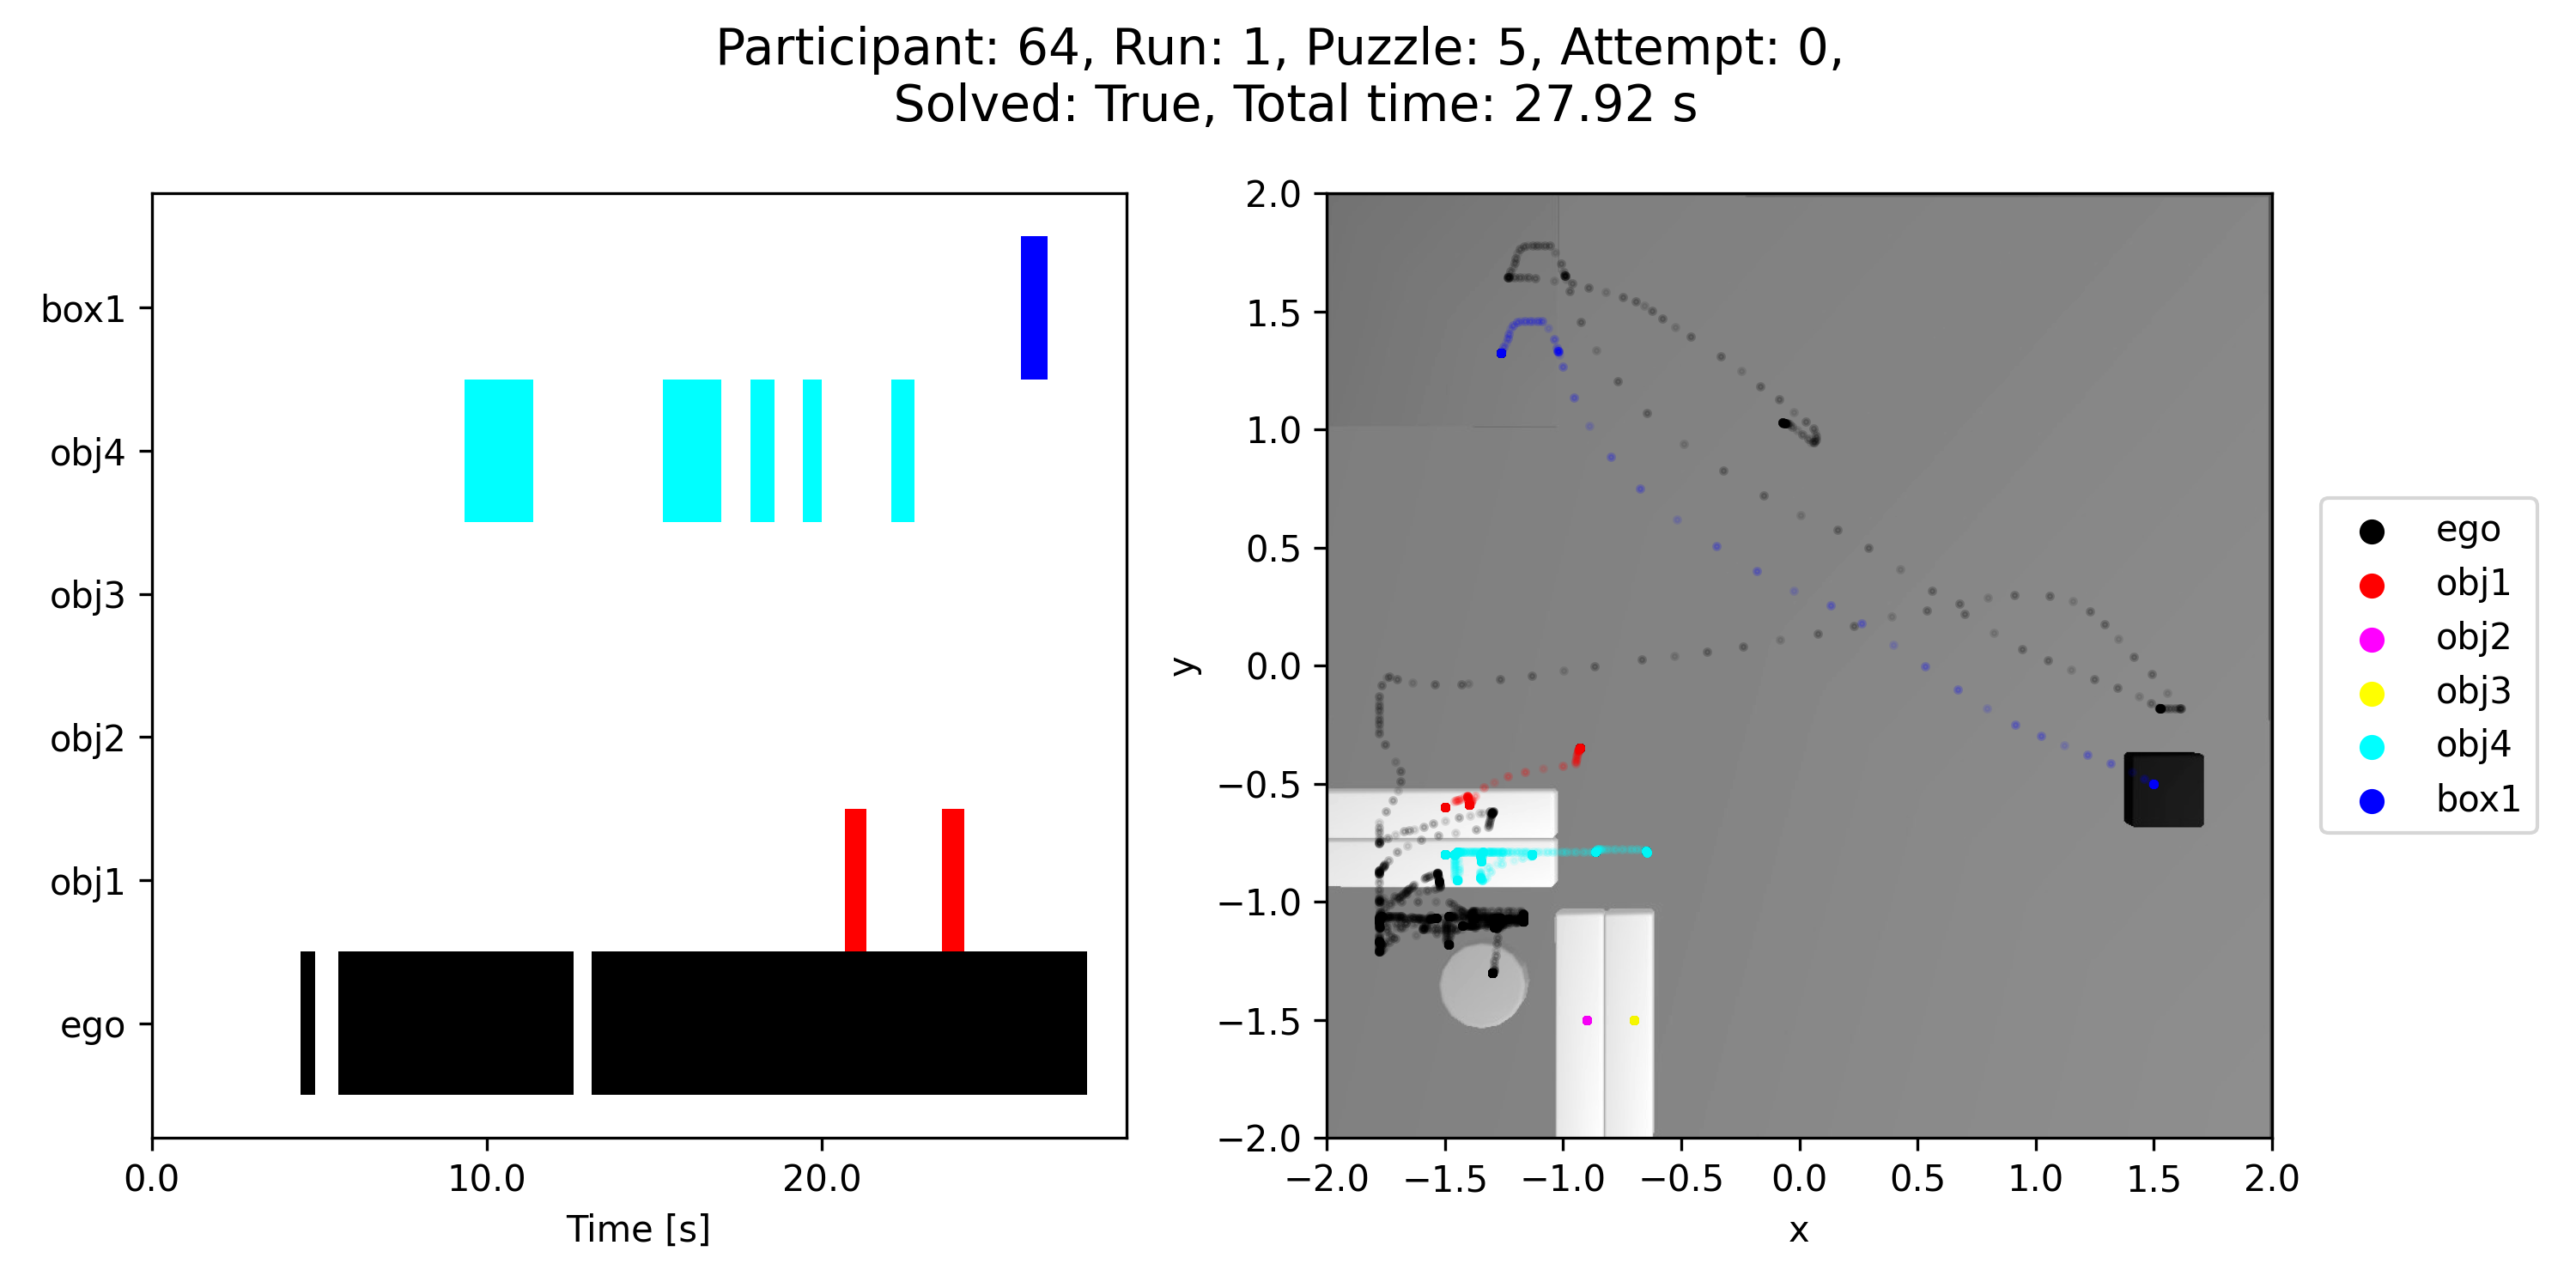 Participant: 64, Run: 1, Puzzle: 5, Attempt: 0,
Solved: True, Total time: 27.92 s
box1
obj4
obj3
obj2
obj1
ego
0.0 10.0 20.0
Time [s]
2.0
1.5
1.0
0.5
0.0
−0.5
−1.0
−1.5
−2.0
y
−2.0 −1.5 −1.0 −0.5 0.0 0.5 1.0 1.5 2.0
x
ego
obj1
obj2
obj3
obj4
box1